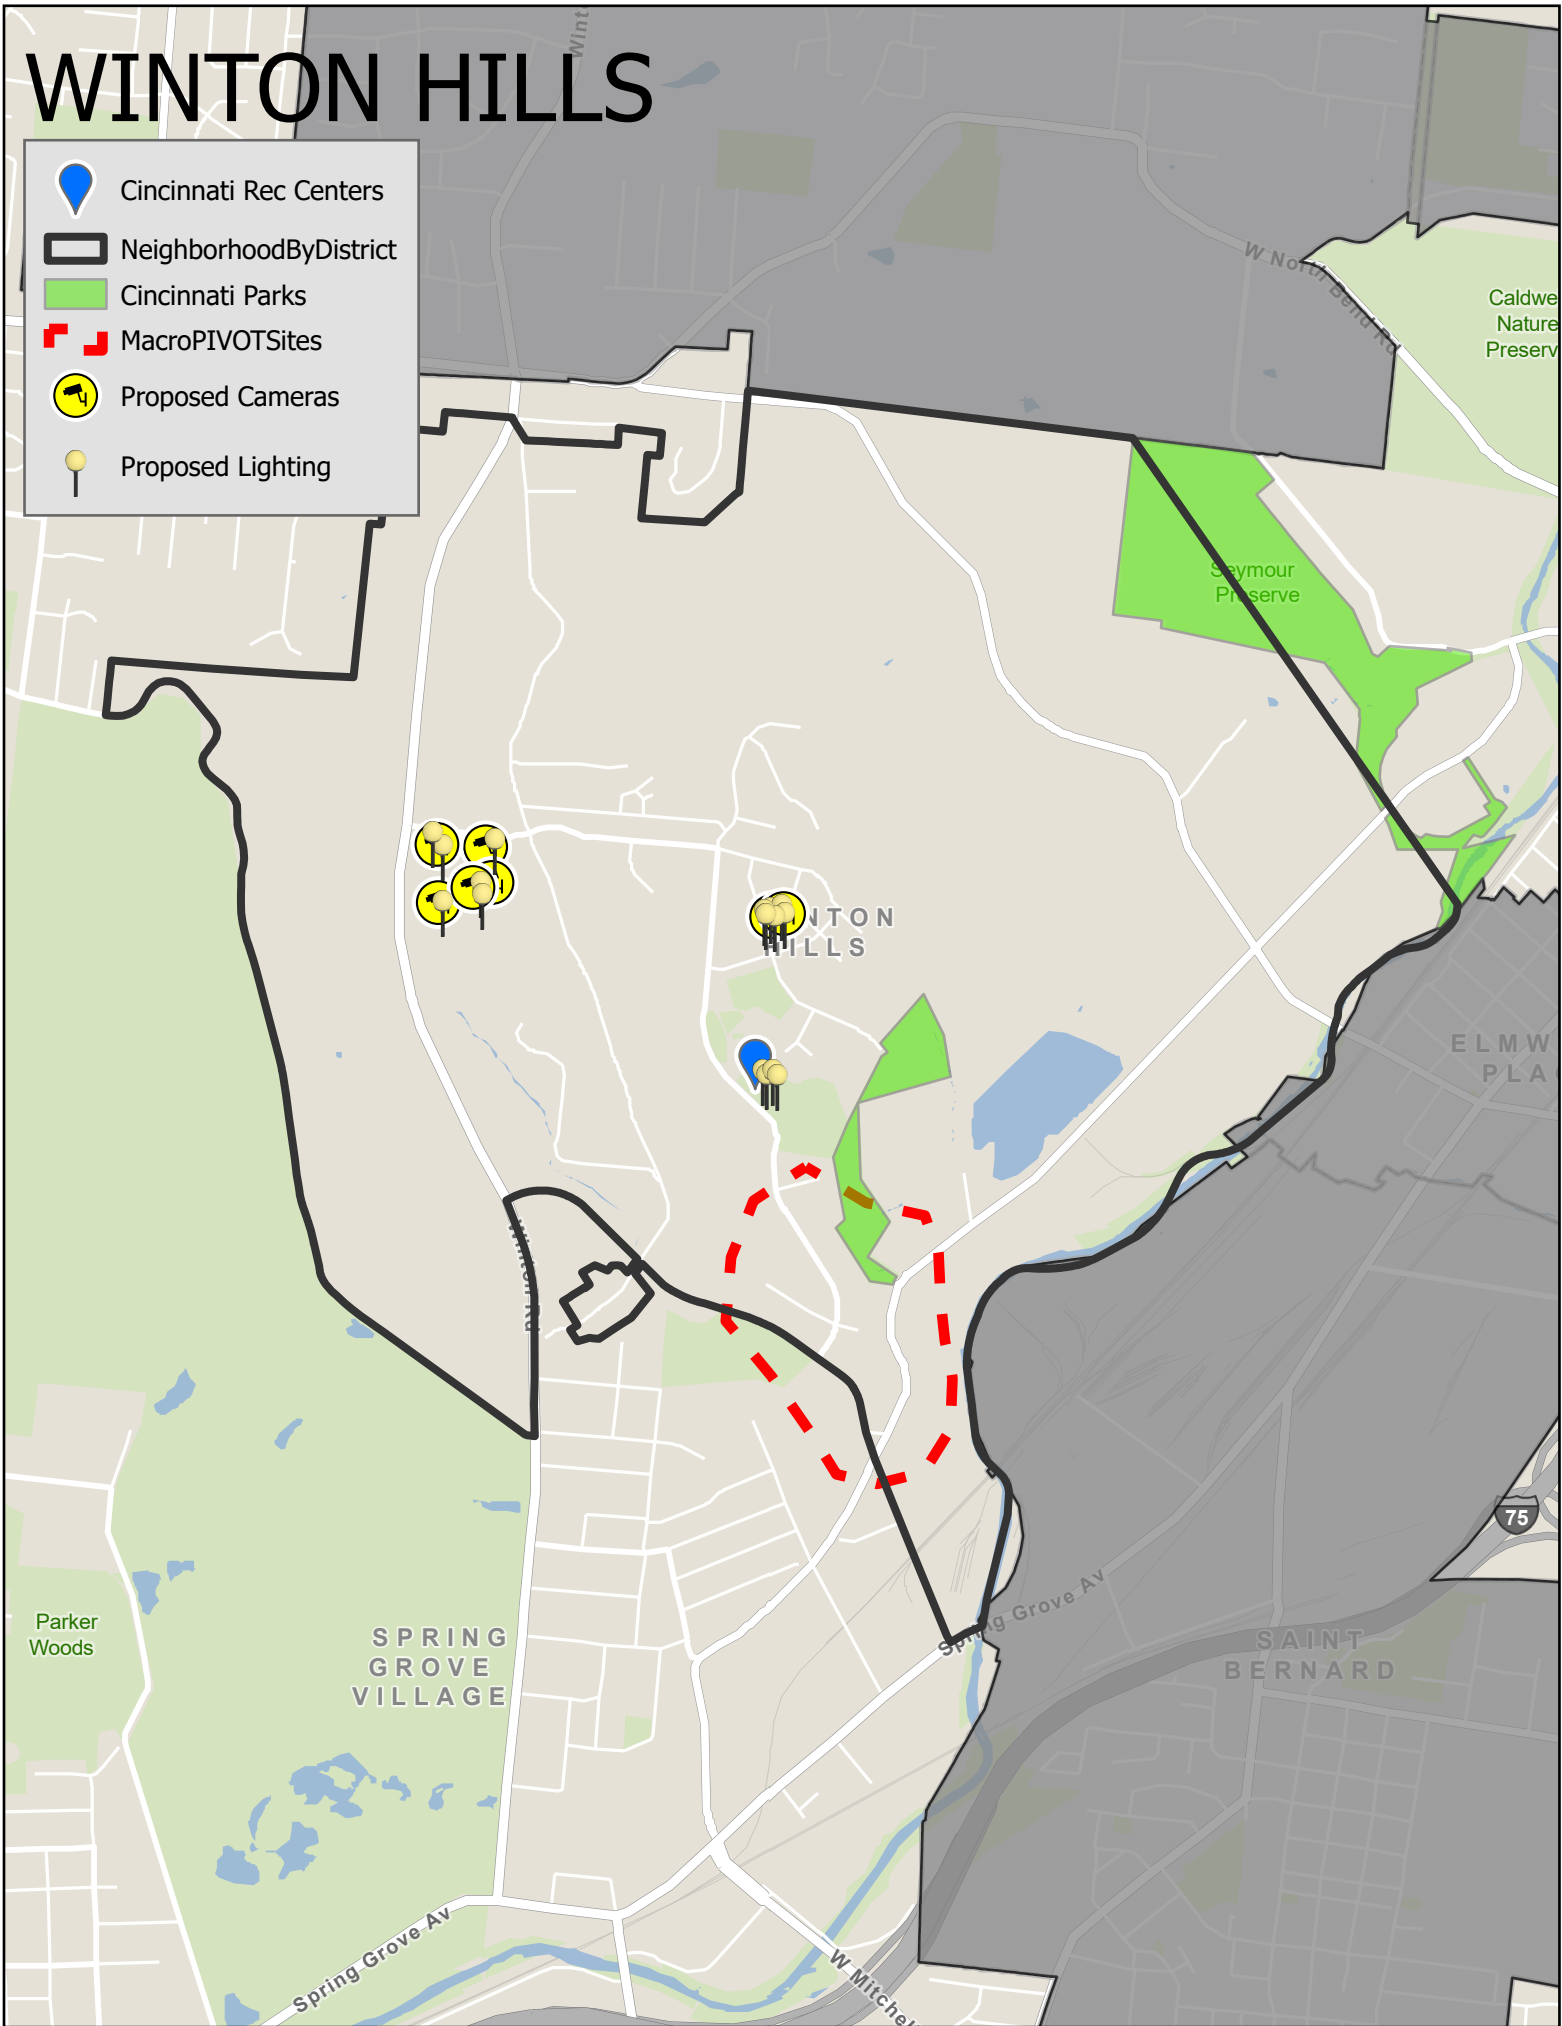 Wint
WINTON HILLS
Cincinnati Rec Centers
NeighborhoodByDistrict
Cincinnati Parks
MacroPIVOTSites
Proposed Cameras
Proposed Lighting
W North Bend Rd
Caldwe
Nature
Preserv
Seymour
Preserve
NTON
HILLS
ELMW
PLA
Winton Rd
75
Spring Grove Av
Parker
Woods
SPRING
GROVE
VILLAGE
SAINT
BERNARD
Spring Grove Av
W Mitchel